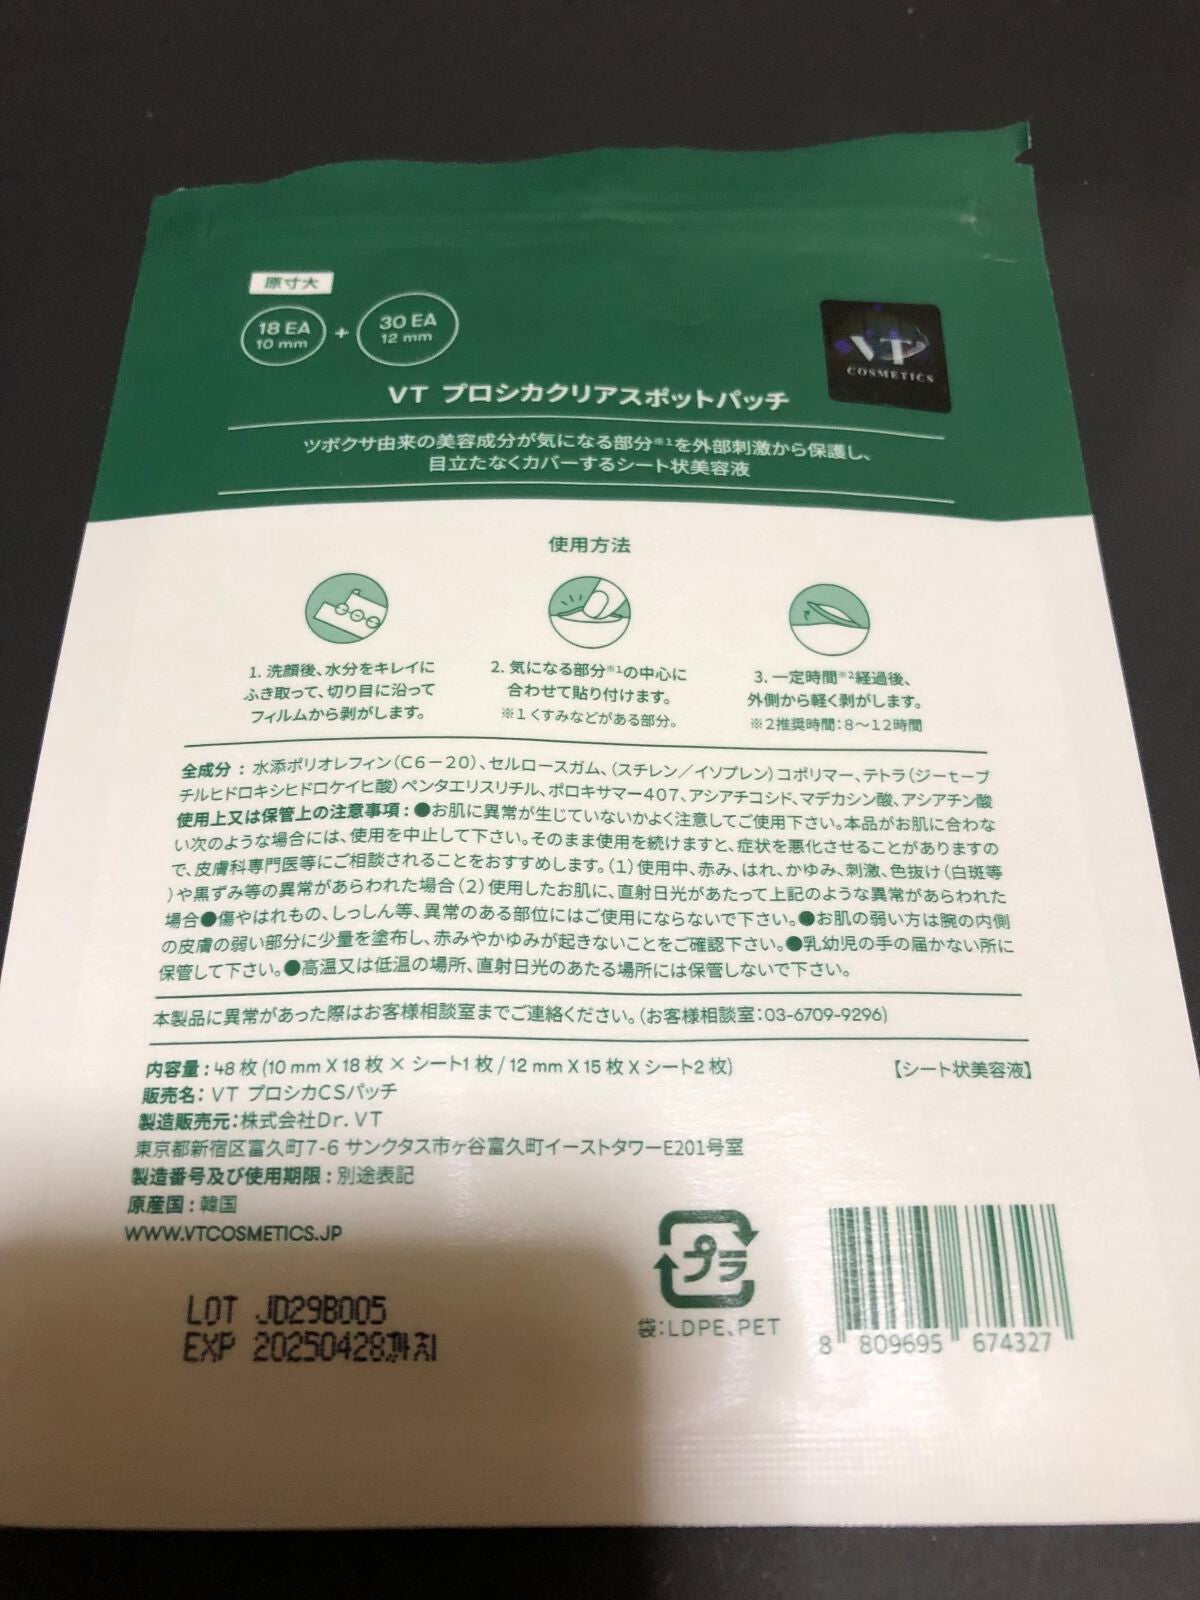 原寸大
18 EA
10 mm
+
30 EA
12 mm
VT
COSMETICS
VT プロシカクリアスポットパッチ
ツボクサ由来の美容成分が気になる部分※1を外部刺激から保護し、
目立たなくカバーするシート状美容液
使用方法
1. 洗顔後、水分をキレイに
ふき取って、切り目に沿って
フィルムから剥がします。
2. 気になる部分※1の中心に
合わせて貼り付けます。
※1くすみなどがある部分。
3. 一定時間※2経過後、
外側から軽く剥がします。
※2推奨時間：8〜12時間
全成分 : 水添ポリオレフィン（C6－20）、セルロースガム、（スチレン／イソプレン）コポリマー、テトラ（ジーセーブ
チルヒドロキシヒドロケイヒ酸）ペンタエリスリチル、ポロキサマー407、アシアチコシド、マデカシン酸、アシアチン酸
使用上又は保管上の注意事項 : ●お肌に異常が生じていないかよく注意してご使用下さい。本品がお肌に合わな
い次のような場合には、使用を中止して下さい。そのまま使用を続けますと、症状を悪化させることがありますの
で、皮膚科専門医等にご相談されることをおすすめします。（1）使用中、赤み、はれ、かゆみ、刺激、色抜け（白斑等
）や黒ずみ等の異常があらわれた場合（2）使用したお肌に、直射日光があたって上記のような異常があらわれた
場合●傷やはれもの、しっしん等、異常のある部位にはご使用にならないで下さい。●お肌の弱い方は腕の内側
の皮膚の弱い部分に少量を塗布し、赤みやかゆみが起きないことをご確認下さい。●乳幼児の手の届かない所に
保管して下さい。●高温又は低温の場所、直射日光のあたる場所には保管しないで下さい。
本製品に異常があった際はお客様相談室までご連絡ください。（お客様相談室：03-6709-9296）
内容量 : 48 枚 (10 mm X 18 枚 × シート1 枚 / 12 mm X 15 枚 X シート2 枚)
【シート状美容液】
販売名：VT プロシカCSパッチ
製造販売元：株式会社Dr. VT
東京都新宿区富久町7-6 サンクタス市ヶ谷富久町イーストタワーE201号室
製造番号及び使用期限 : 別途表記
原産国 : 韓国
WWW.VTCOSMETICS.JP
LOT JD29B005
EXP 20250428까지
プラ
袋：LDPE、PET
8 809695 674327